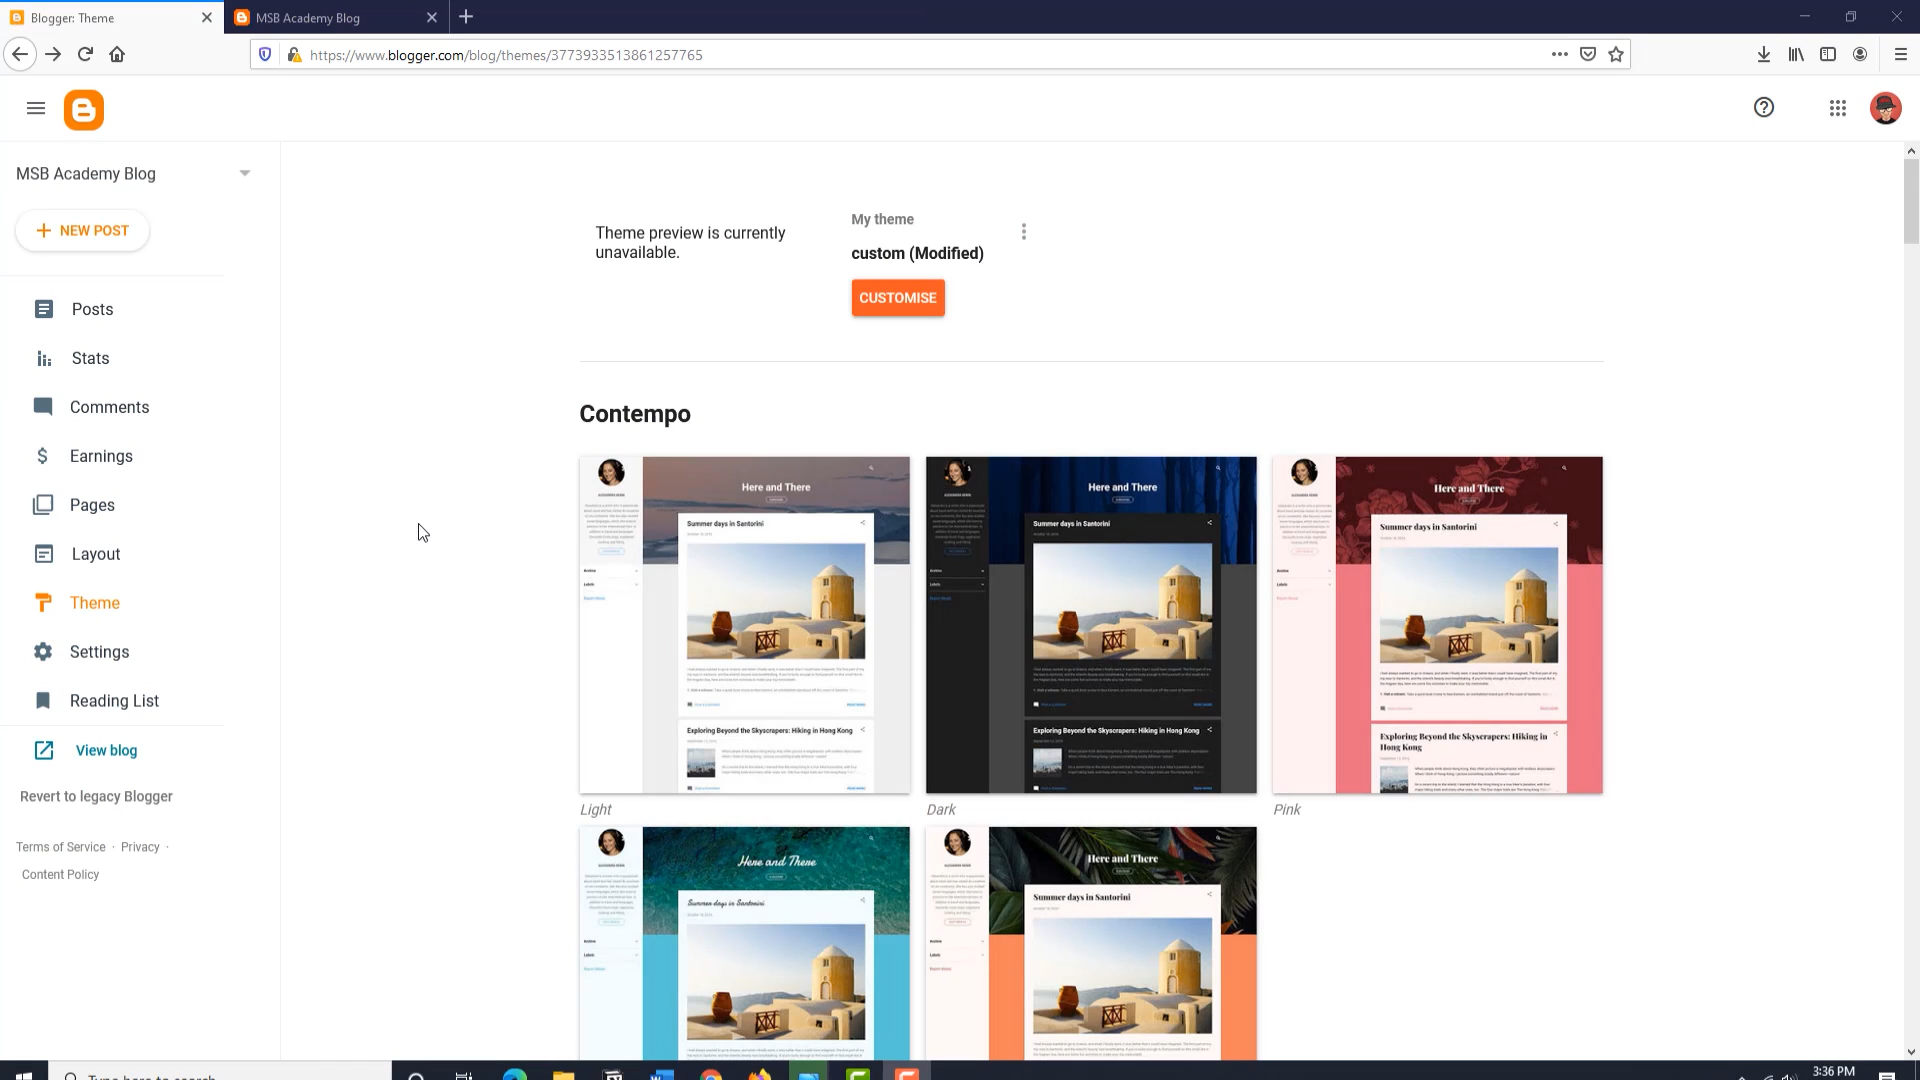 Blogger: Theme
MSB Academy Blog
https://www.blogger.com/blog/themes/3773933513861257765
MSB Academy Blog
NEW POST
Posts
Stats
Comments
Earnings
Pages
Layout
Theme
Settings
Reading List
View blog
Revert to legacy Blogger
Terms of Service · Privacy ·
Content Policy
Theme preview is currently
unavailable.
My theme
custom (Modified)
CUSTOMISE
Contempo
Here and There
Summer days in Santorini
Exploring Beyond the Skyscrapers: Hiking in Hong Kong
Light
Here and There
Summer days in Santorini
Exploring Beyond the Skyscrapers: Hiking in Hong Kong
Dark
Here and There
Summer days in Santorini
Exploring Beyond the Skyscrapers: Hiking in
Hong Kong
Pink
Here and There
Summer days in Santorini
Here and There
Summer days in Santorini
Type here to search
3:36 PM